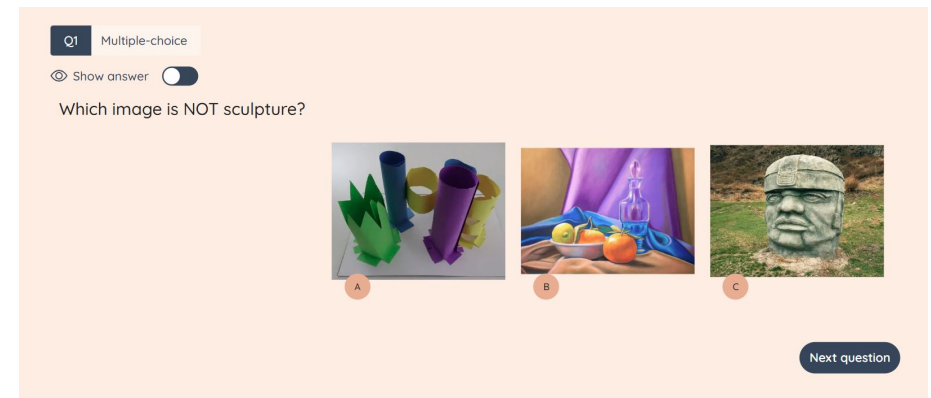 Q1 Multiple-choice
Show answer
Which image is NOT sculpture?
A B C
Next question